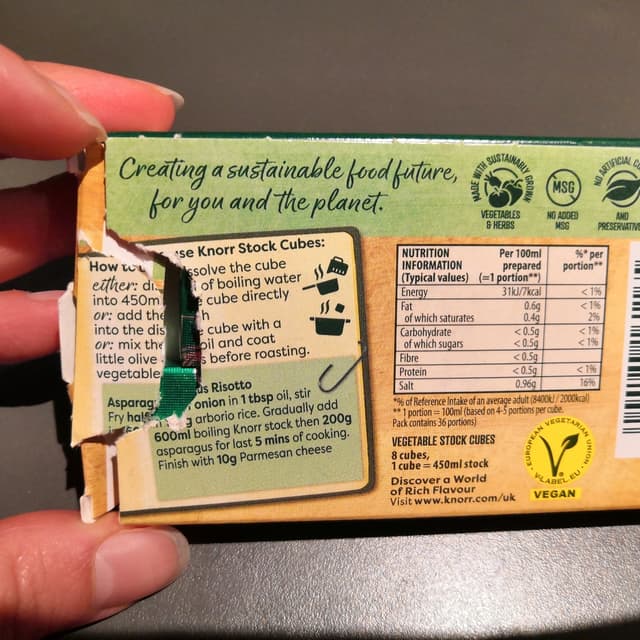 Creating a sustainable food future,
for you and the planet.
MADE WITH SUSTAINABLY GROWN
VEGETABLES
& HERBS
MSG
NO ADDED
MSG
NO ARTIFICIAL
AND
PRESERVATIVE
se Knorr Stock Cubes:
How to
either: ssolve the cube
into 450m of boiling water
or: add the cube directly
into the dis
or: mix the cube with a
little olive oil and coat
vegetable s before roasting.
Asparag us Risotto
Fry half onion in 1 tbsp oil, stir
g arborio rice. Gradually add
600ml boiling Knorr stock then 200g
asparagus for last 5 mins of cooking.
Finish with 10g Parmesan cheese
NUTRITION INFORMATION (Typical values) Per 100ml prepared (=1 portion**) %* per portion**
Energy 31kJ/7kcal < 1%
Fat 0.6g < 1%
of which saturates 0.4g 2%
Carbohydrate < 0.5g < 1%
of which sugars < 0.5g < 1%
Fibre < 0.5g
Protein < 0.5g < 1%
Salt 0.96g 16%
*% of Reference Intake of an average adult (8400kJ / 2000kcal)
** 1 portion = 100ml (based on 4-5 portions per cube.
Pack contains 36 portions)
VEGETABLE STOCK CUBES
8 cubes,
1 cube = 450ml stock
Discover a World
of Rich Flavour
Visit www.knorr.com/uk
EUROPEAN VEGETARIAN UNION
V-LABEL.EU
VEGAN